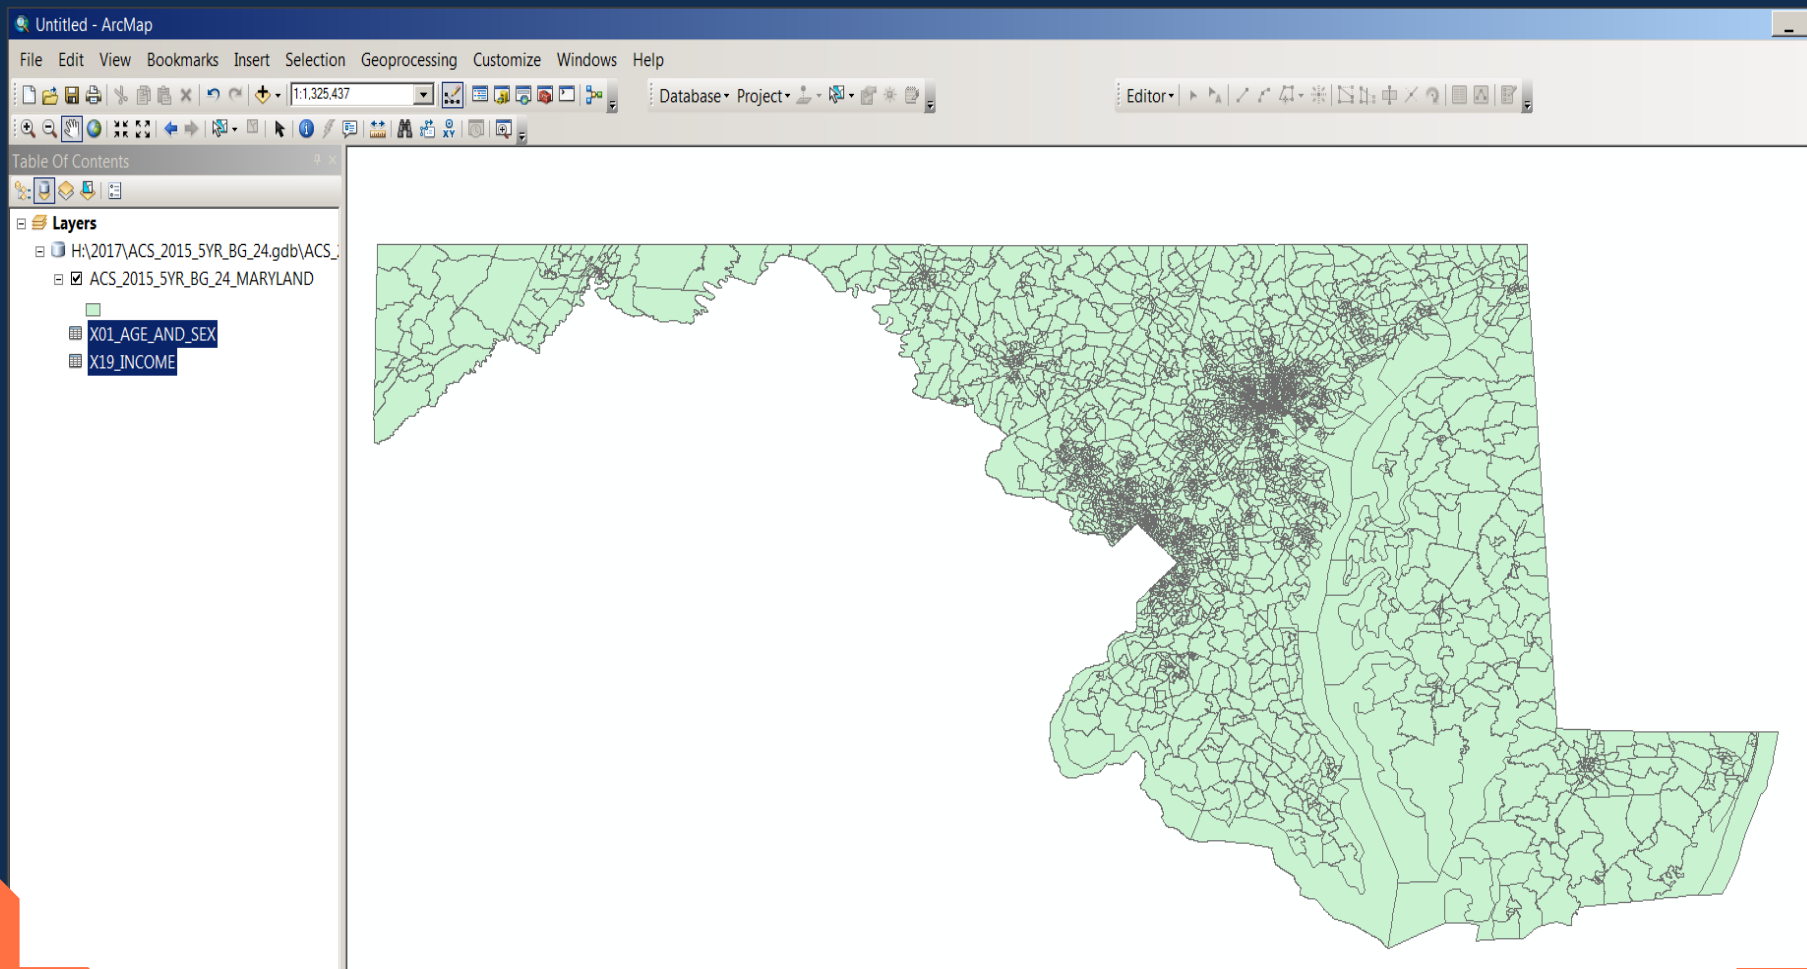 Untitled - ArcMap
File Edit View Bookmarks Insert Selection Geoprocessing Customize Windows Help
1:1,325,437 Database Project Editor
XY
Table Of Contents
Layers
H:\2017\ACS_2015_5YR_BG_24.gdb\ACS_
ACS_2015_5YR_BG_24_MARYLAND
X01_AGE_AND_SEX
X19_INCOME